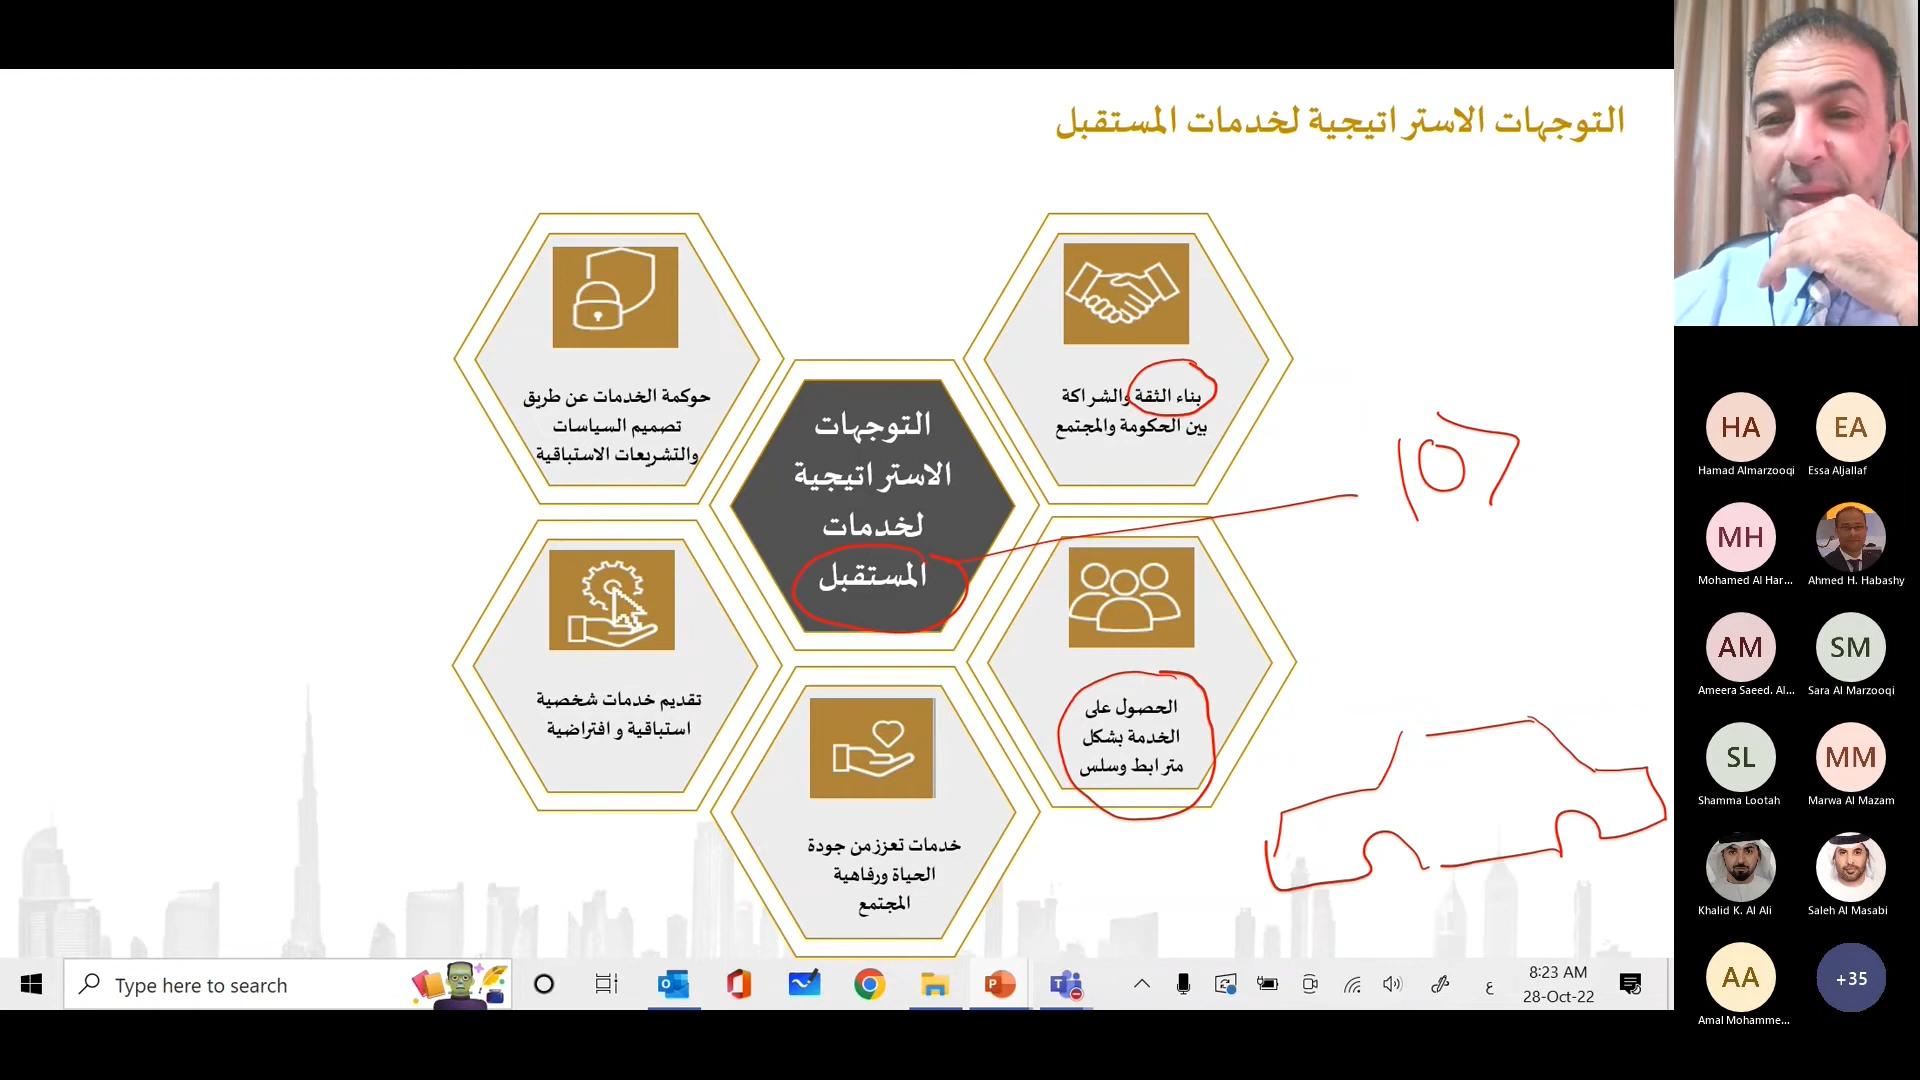 التوجهات الاستراتيجية لخدمات المستقبل
بناء الثقة والشراكة
بين الحكومة والمجتمع
حوكمة الخدمات عن طريق
تصميم السياسات
والتشريعات الاستباقية
التوجهات
الاستراتيجية
لخدمات
المستقبل
107
الحصول على
الخدمة بشكل
مترابط وسلس
تقديم خدمات شخصية
استباقية و افتراضية
خدمات تعزز من جودة
الحياة ورفاهية
المجتمع
HA
Hamad Almarzooqi
EA
Essa Aljallaf
MH
Mohamed Al Har...
Ahmed H. Habashy
AM
Ameera Saeed. Al...
SM
Sara Al Marzooqi
SL
Shamma Lootah
MM
Marwa Al Mazam
Khalid K. Al Ali
Saleh Al Masabi
AA
Amal Mohamme...
+35
Type here to search
ع
8:23 AM
28-Oct-22